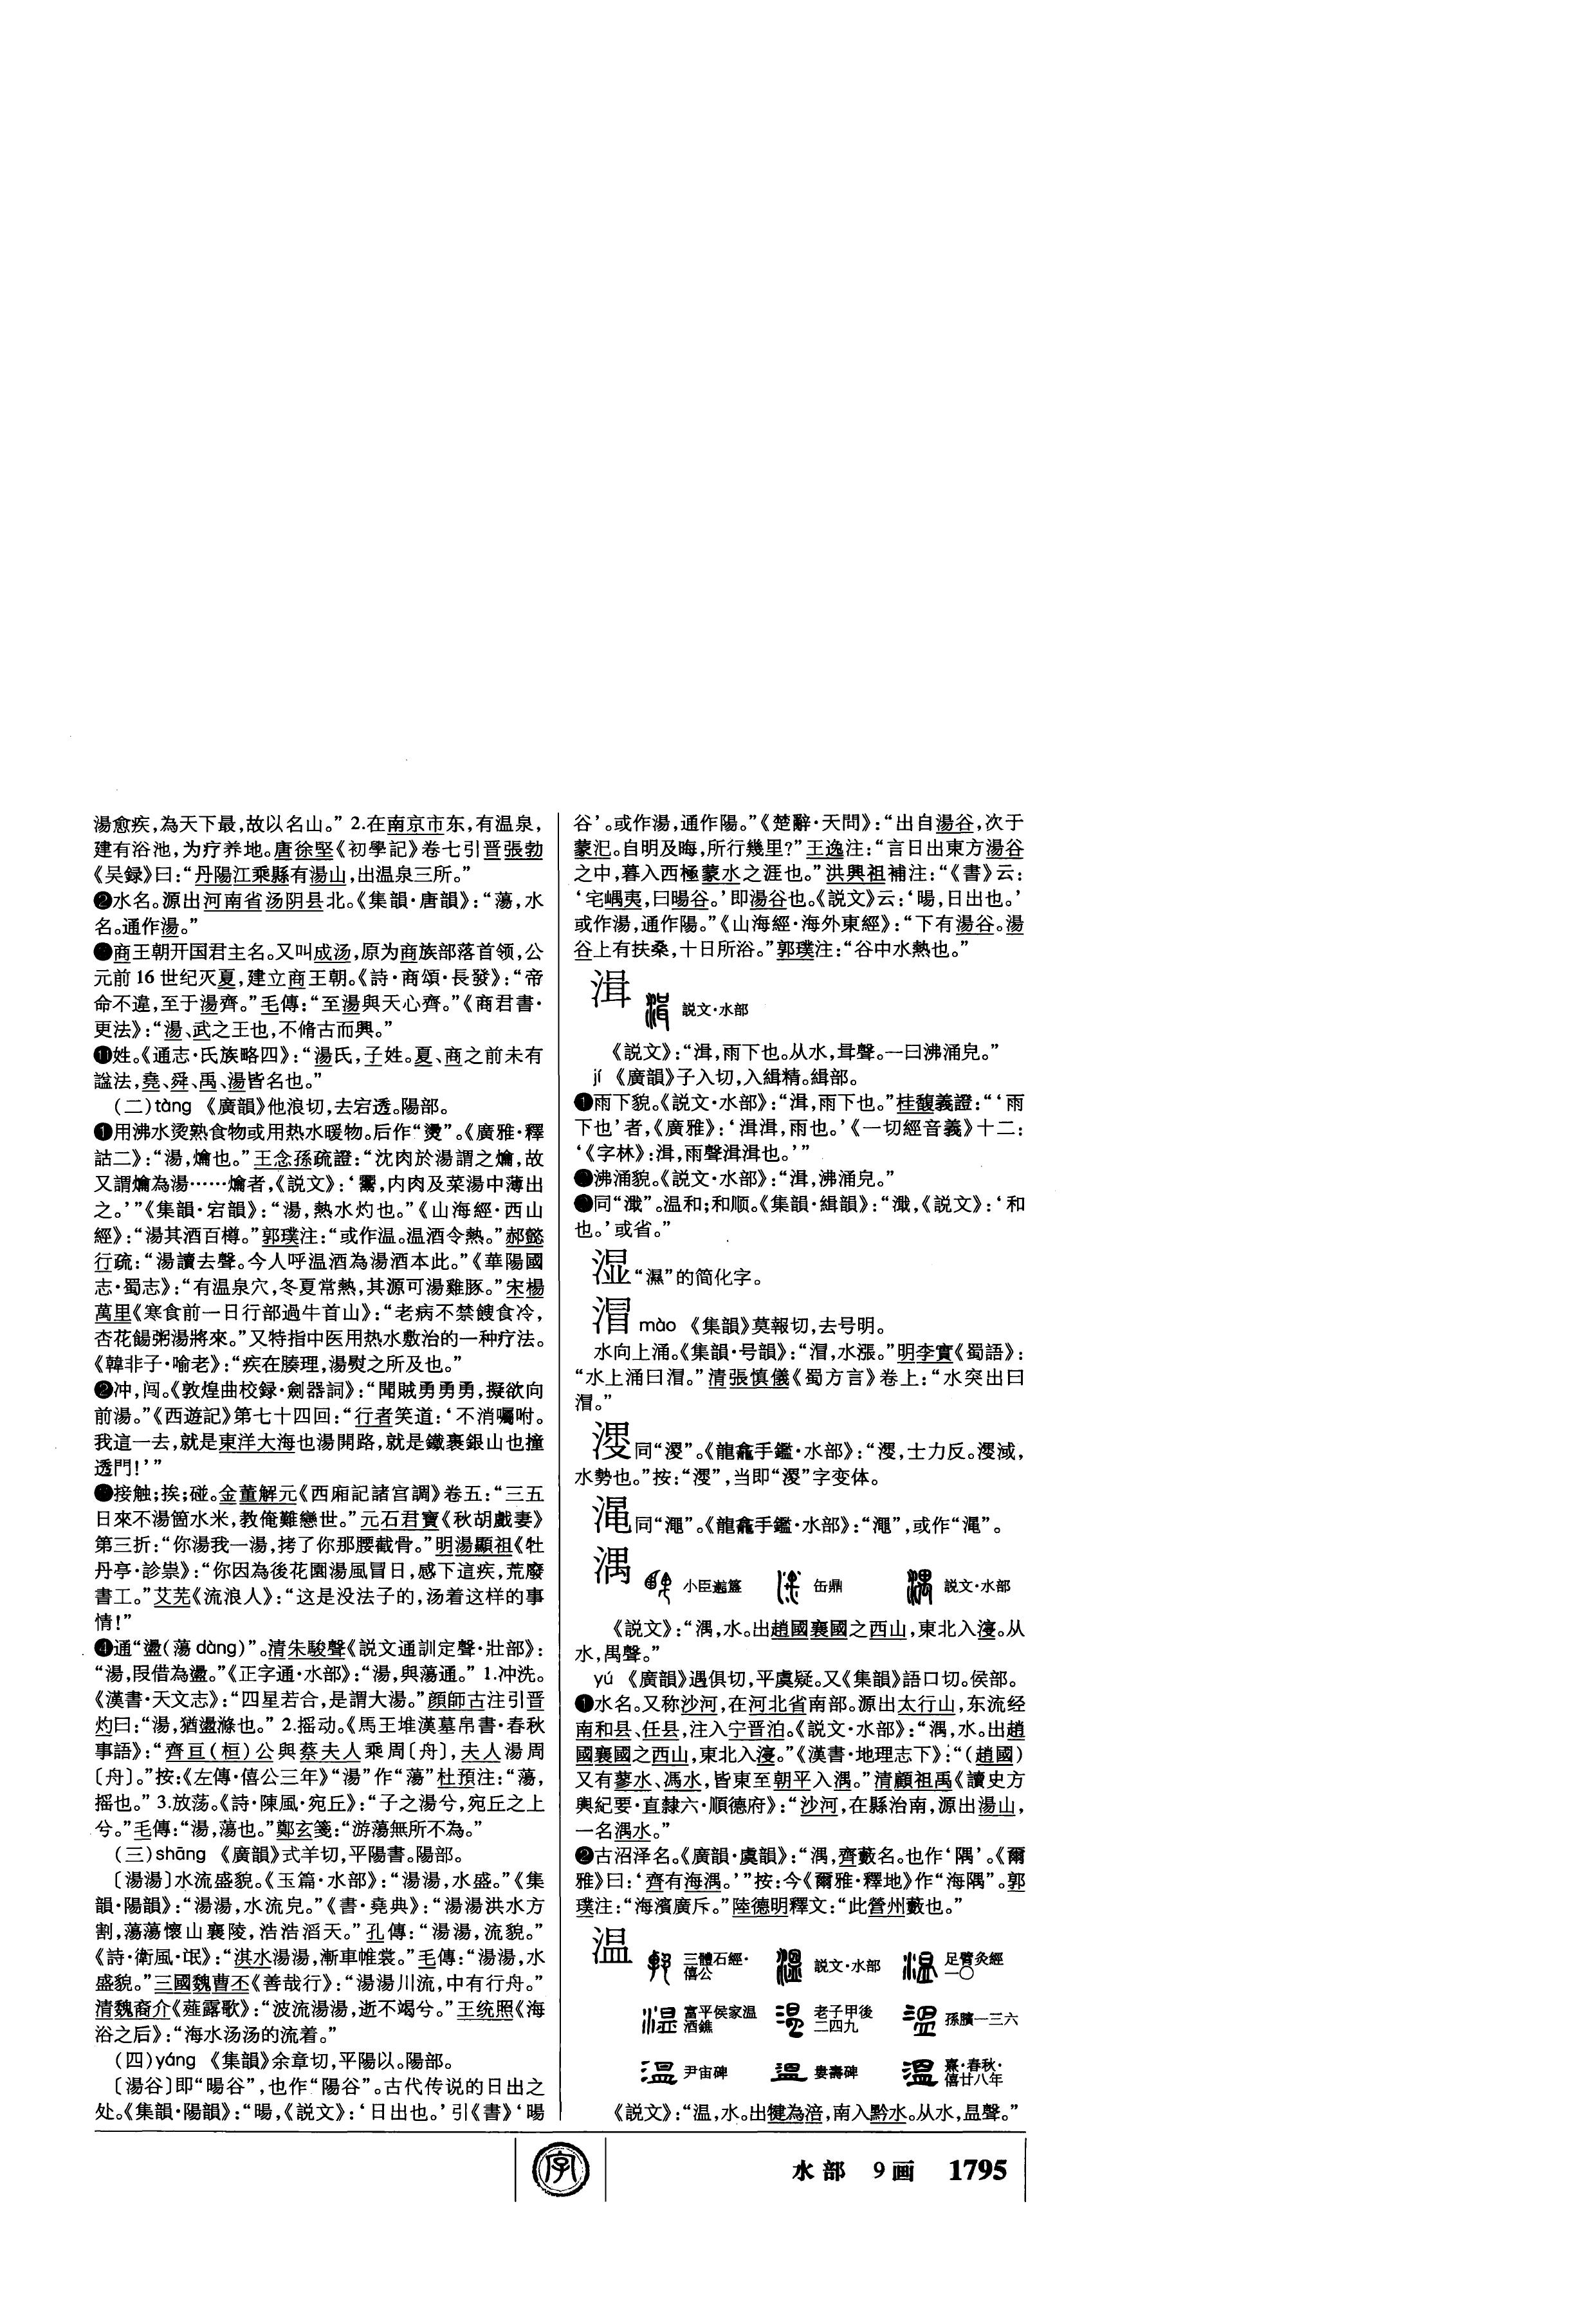 湯愈疾,為天下最,故以名山。” 2.在南京市东,有温泉,
建有浴池,为疗养地。唐徐堅《初學記》卷七引晋張勃
《吴録》曰:“丹陽江乘縣有湯山,出温泉三所。”
❷水名。源出河南省汤阴县北。《集韻·唐韻》:“蕩,水
名。通作湯。”
商王朝开国君主名。又叫成汤,原为商族部落首领,公
元前 16 世纪灭夏,建立商王朝。《詩·商頌·長發》:“帝
命不違,至于湯齊。”毛傳:“至湯與天心齊。”《商君書·
更法》:“湯、武之王也,不脩古而興。”
⓫姓。《通志·氏族略四》:“湯氏,子姓。夏、商之前未有
謚法,堯、舜、禹、湯皆名也。”
(二)tàng 《廣韻》他浪切,去宕透。陽部。
❶用沸水烫熟食物或用热水暖物。后作“燙”。《廣雅·釋
詁二》:“湯,爚也。”王念孫疏證:“沈肉於湯謂之爚,故
又謂爚為湯……爚者,《説文》:‘鬻,内肉及菜湯中薄出
之。’”《集韻·宕韻》:“湯,熱水灼也。”《山海經·西山
經》:“湯其酒百樽。”郭璞注:“或作温。温酒令熱。”郝懿
行疏:“湯讀去聲。今人呼温酒為湯酒本此。”《華陽國
志·蜀志》:“有温泉穴,冬夏常熱,其源可湯雞豚。”宋楊
萬里《寒食前一日行部過牛首山》:“老病不禁餿食冷,
杏花餳粥湯將來。”又特指中医用热水敷治的一种疗法。
《韓非子·喻老》:“疾在腠理,湯熨之所及也。”
❷冲,闯。《敦煌曲校録·劍器詞》:“聞賊勇勇勇,擬欲向
前湯。”《西遊記》第七十四回:“行者笑道:‘不消囑咐。
我這一去,就是東洋大海也湯開路,就是鐵裹銀山也撞
透門!’”
接触;挨;碰。金董解元《西廂記諸宫調》卷五:“三五
日來不湯箇水米,教俺難戀世。”元石君寶《秋胡戲妻》
第三折:“你湯我一湯,拷了你那腰截骨。”明湯顯祖《牡
丹亭·診祟》:“你因為後花園湯風冒日,感下這疾,荒廢
書工。”艾芜《流浪人》:“这是没法子的,汤着这样的事
情!”
❹通“盪(蕩 dàng)”。清朱駿聲《説文通訓定聲·壯部》:
“湯,叚借為盪。”《正字通·水部》:“湯,與蕩通。” 1.冲洗。
《漢書·天文志》:“四星若合,是謂大湯。”顔師古注引晋
灼曰:“湯,猶盪滌也。” 2.摇动。《馬王堆漢墓帛書·春秋
事語》:“齊亘(桓)公與蔡夫人乘周〔舟〕,夫人湯周
〔舟〕。”按:《左傳·僖公三年》“湯”作“蕩”杜預注:“蕩,
摇也。” 3.放荡。《詩·陳風·宛丘》:“子之湯兮,宛丘之上
兮。”毛傳:“湯,蕩也。”鄭玄箋:“游蕩無所不為。”
(三)shāng 《廣韻》式羊切,平陽書。陽部。
〔湯湯〕水流盛貌。《玉篇·水部》:“湯湯,水盛。”《集
韻·陽韻》:“湯湯,水流皃。”《書·堯典》:“湯湯洪水方
割,蕩蕩懷山襄陵,浩浩滔天。”孔傳:“湯湯,流貌。”
《詩·衛風·氓》:“淇水湯湯,漸車帷裳。”毛傳:“湯湯,水
盛貌。”三國魏曹丕《善哉行》:“湯湯川流,中有行舟。”
清魏裔介《薤露歌》:“波流湯湯,逝不竭兮。”王统照《海
浴之后》:“海水汤汤的流着。”
(四)yáng 《集韻》余章切,平陽以。陽部。
〔湯谷〕即“暘谷”,也作“陽谷”。古代传说的日出之
处。《集韻·陽韻》:“暘,《説文》:‘日出也。’引《書》‘暘
谷’。或作湯,通作陽。”《楚辭·天問》:“出自湯谷,次于
蒙汜。自明及晦,所行幾里?”王逸注:“言日出東方湯谷
之中,暮入西極蒙水之涯也。”洪興祖補注:“《書》云:
‘宅嵎夷,曰暘谷。’即湯谷也。《説文》云:‘暘,日出也。’
或作湯,通作陽。”《山海經·海外東經》:“下有湯谷。湯
谷上有扶桑,十日所浴。”郭璞注:“谷中水熱也。”
湒 説文·水部
《説文》:“湒,雨下也。从水,咠聲。一曰沸涌皃。”
jí 《廣韻》子入切,入緝精。緝部。
❶雨下貌。《説文·水部》:“湒,雨下也。”桂馥義證:“‘雨
下也’者,《廣雅》:‘湒湒,雨也。’《一切經音義》十二:
‘《字林》:湒,雨聲湒湒也。’”
沸涌貌。《説文·水部》:“湒,沸涌皃。”
同“濈”。温和;和顺。《集韻·緝韻》:“濈,《説文》:‘和
也。’或省。”
湿 “濕”的简化字。
渭 mào 《集韻》莫報切,去号明。
水向上涌。《集韻·号韻》:“渭,水漲。”明李實《蜀語》:
“水上涌曰渭。”清張慎儀《蜀方言》卷上:“水突出曰
渭。”
同“溭”。《龍龕手鑑·水部》:“士力反。
水勢也。”按:当即“溭”字变体。
渑 同“澠”。《龍龕手鑑·水部》:“澠”,或作“渑”。
湡 小臣䛟簋 缶鼎 説文·水部
《説文》:“湡,水。出趙國襄國之西山,東北入濅。从
水,禺聲。”
yú 《廣韻》遇俱切,平虞疑。又《集韻》語口切。侯部。
❶水名。又称沙河,在河北省南部。源出太行山,东流经
南和县、任县,注入宁晋泊。《説文·水部》:“湡,水。出趙
國襄國之西山,東北入濅。”《漢書·地理志下》:“(趙國)
又有蓼水、馮水,皆東至朝平入湡。”清顧祖禹《讀史方
輿紀要·直隸六·順德府》:“沙河,在縣治南,源出湯山,
一名湡水。”
❷古沼泽名。《廣韻·虞韻》:“湡,齊藪名。也作‘隅’。《爾
雅》曰:‘齊有海湡。’”按:今《爾雅·釋地》作“海隅”。郭
璞注:“海濱廣斥。”陸德明釋文:“此營州藪也。”
温 三體石經·僖公 説文·水部 足臂灸經一〇
富平侯家温酒鐎 老子甲後二四九 孫臏一三六
尹宙碑 婁壽碑 熹·春秋·僖廿八年
《説文》:“温,水。出犍為涪,南入黔水。从水,昷聲。”
字
水部 9画 1795